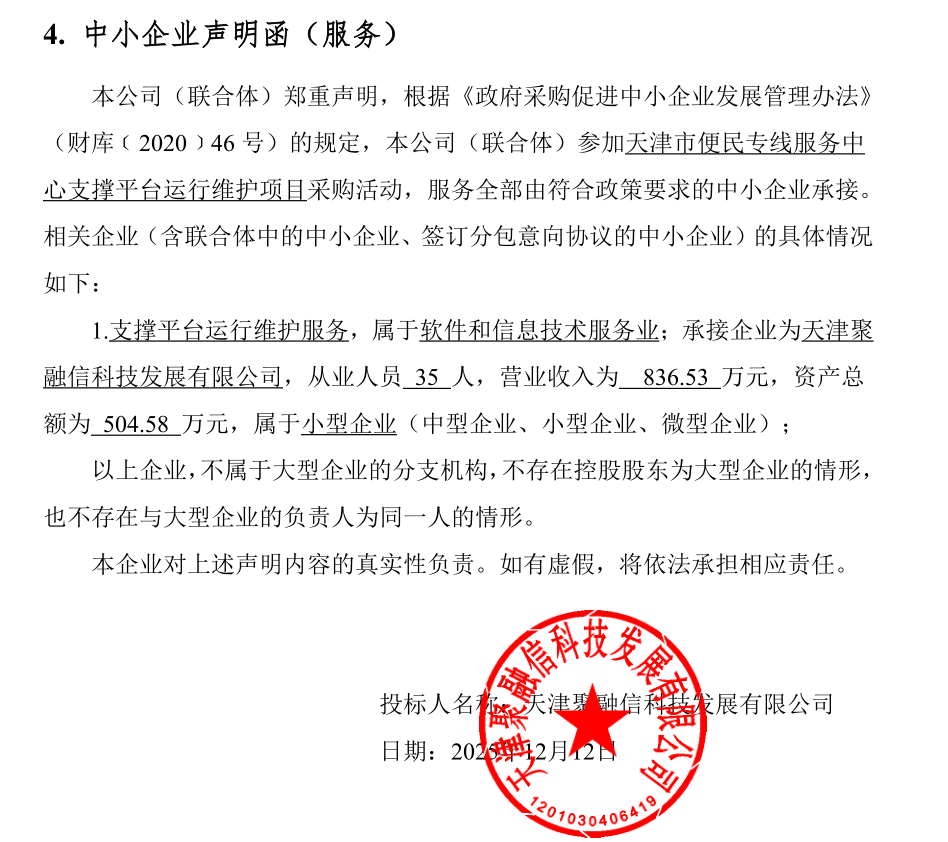 4. 中小企业声明函（服务）
本公司（联合体）郑重声明，根据《政府采购促进中小企业发展管理办法》
（财库﹝2020﹞46 号）的规定，本公司（联合体）参加天津市便民专线服务中
心支撑平台运行维护项目采购活动，服务全部由符合政策要求的中小企业承接。
相关企业（含联合体中的中小企业、签订分包意向协议的中小企业）的具体情况
如下：
1.支撑平台运行维护服务，属于软件和信息技术服务业；承接企业为天津聚
融信科技发展有限公司，从业人员 35 人，营业收入为 836.53 万元，资产总
额为 504.58 万元，属于小型企业（中型企业、小型企业、微型企业）；
以上企业，不属于大型企业的分支机构，不存在控股股东为大型企业的情形，
也不存在与大型企业的负责人为同一人的情形。
本企业对上述声明内容的真实性负责。如有虚假，将依法承担相应责任。
投标人名称：天津聚融信科技发展有限公司
日期：2025年12月12日
天津聚融信科技发展有限公司
1201030406419